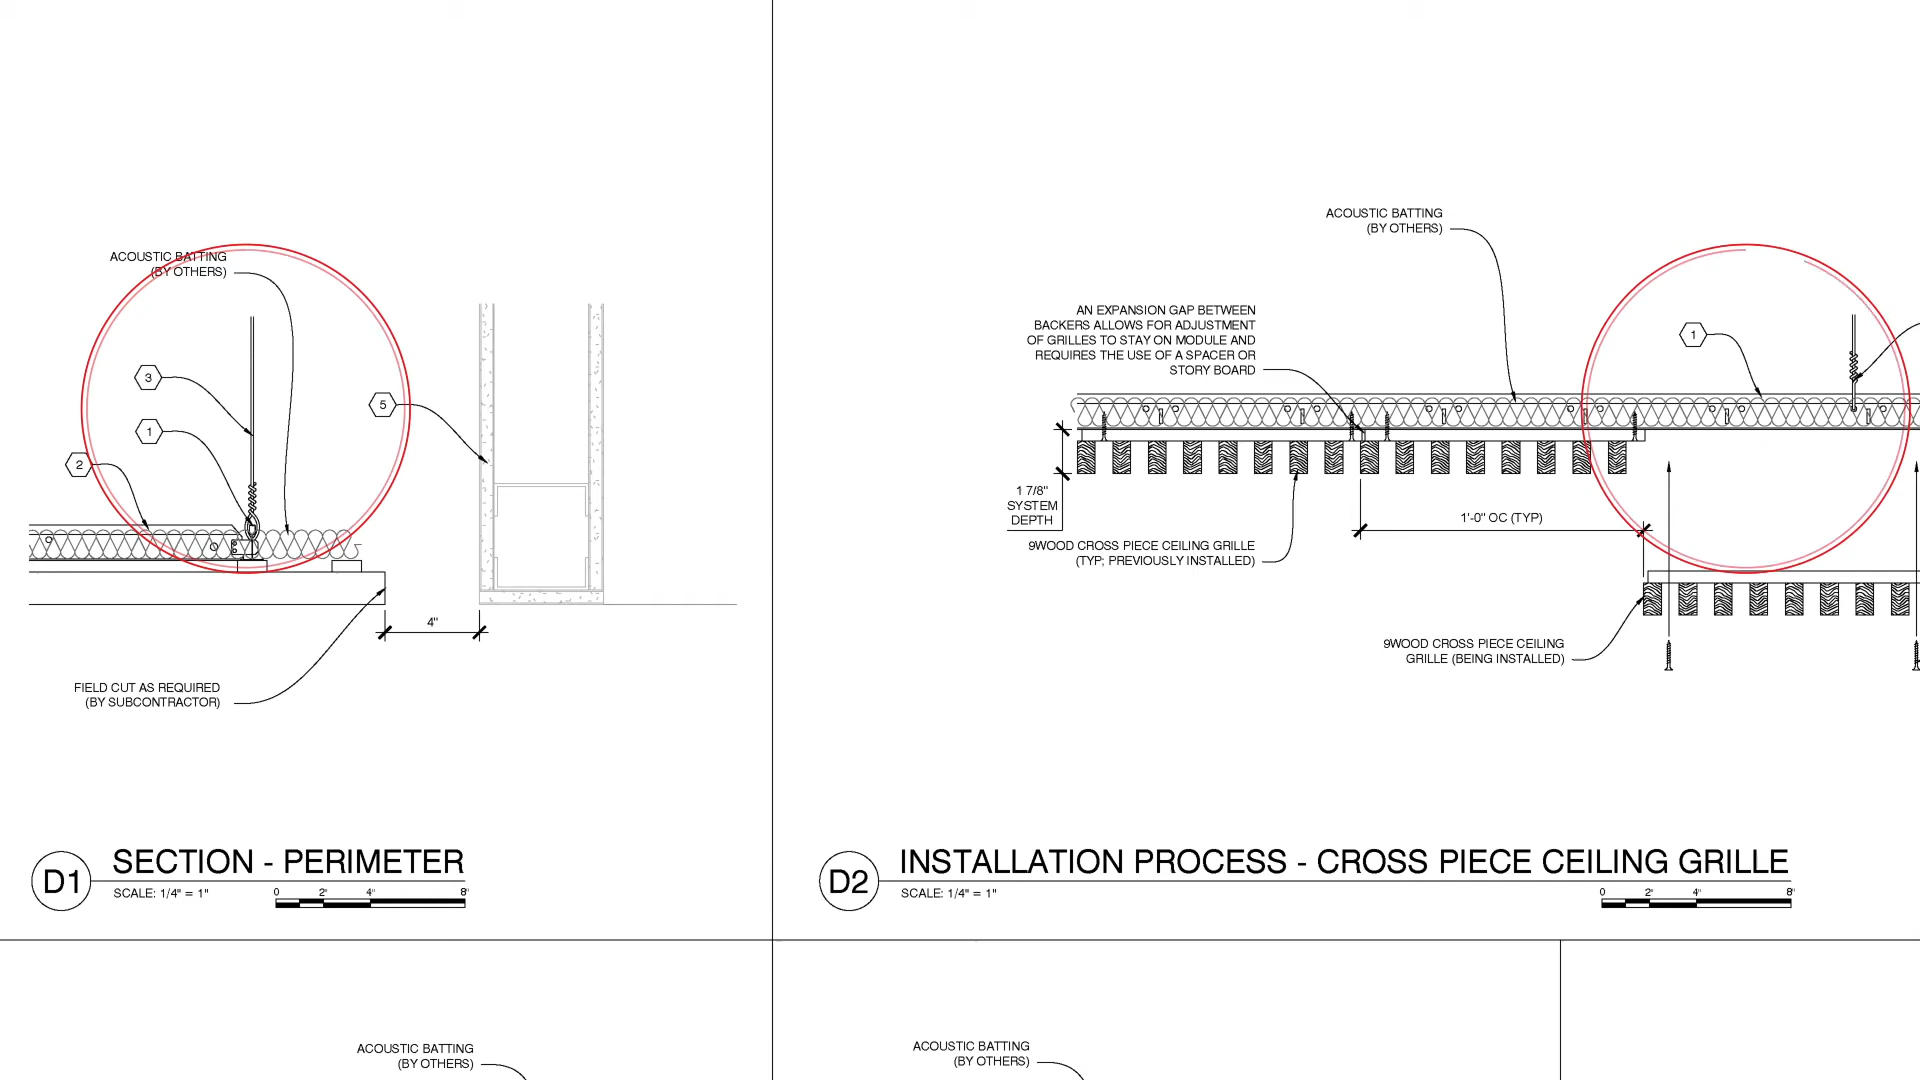 ACOUSTIC BATTING
(BY OTHERS)
3
1
2
5
4"
FIELD CUT AS REQUIRED
(BY SUBCONTRACTOR)
D1
SECTION - PERIMETER
SCALE: 1/4" = 1"
0 2" 4" 8"
ACOUSTIC BATTING
(BY OTHERS)
AN EXPANSION GAP BETWEEN
BACKERS ALLOWS FOR ADJUSTMENT
OF GRILLES TO STAY ON MODULE AND
REQUIRES THE USE OF A SPACER OR
STORY BOARD
1
1 7/8"
SYSTEM
DEPTH
1'-0" OC (TYP)
9WOOD CROSS PIECE CEILING GRILLE
(TYP; PREVIOUSLY INSTALLED)
9WOOD CROSS PIECE CEILING
GRILLE (BEING INSTALLED)
D2
INSTALLATION PROCESS - CROSS PIECE CEILING GRILLE
SCALE: 1/4" = 1"
0 2" 4" 8"
ACOUSTIC BATTING
(BY OTHERS)
ACOUSTIC BATTING
(BY OTHERS)